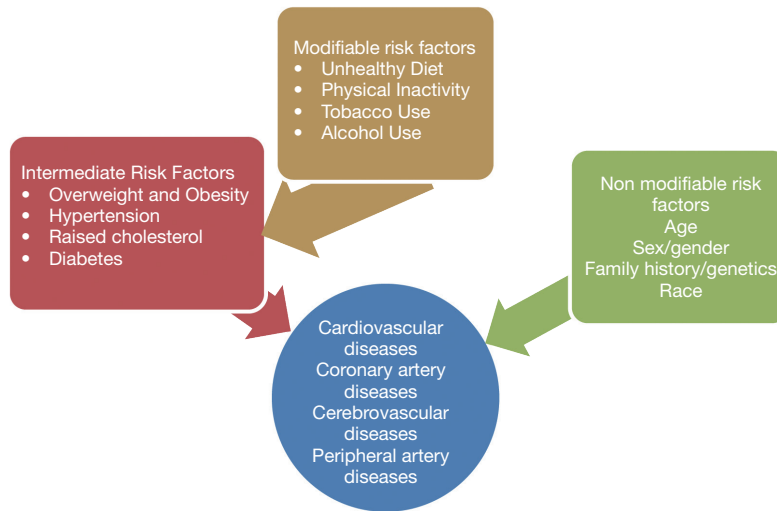 Modifiable risk factors
• Unhealthy Diet
• Physical Inactivity
• Tobacco Use
• Alcohol Use
Intermediate Risk Factors
• Overweight and Obesity
• Hypertension
• Raised cholesterol
• Diabetes
Non modifiable risk
factors
Age
Sex/gender
Family history/genetics
Race
Cardiovascular
diseases
Coronary artery
diseases
Cerebrovascular
diseases
Peripheral artery
diseases